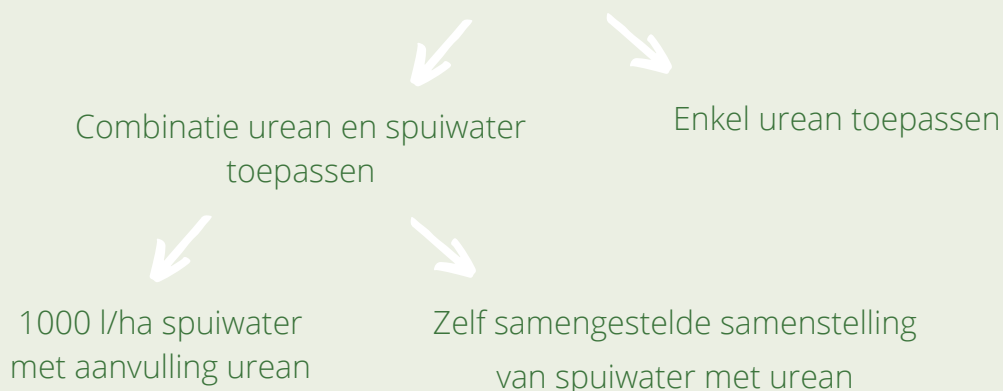 Combinatie urean en spuiwater
toepassen
Enkel urean toepassen
1000 l/ha spuiwater
met aanvulling urean
Zelf samengestelde samenstelling
van spuiwater met urean